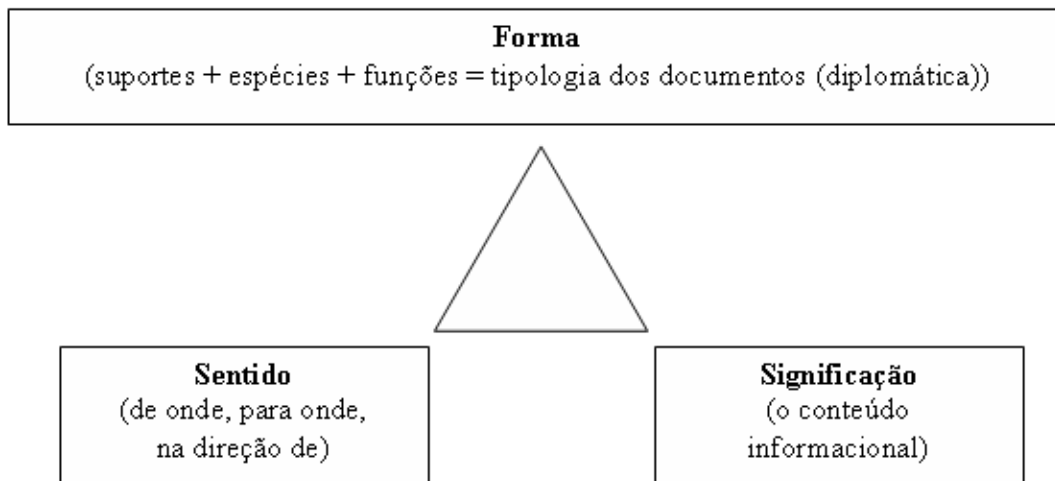 Forma
(suportes + espécies + funções = tipologia dos documentos (diplomática))
Sentido
(de onde, para onde,
na direção de)
Significação
(o conteúdo
informacional)